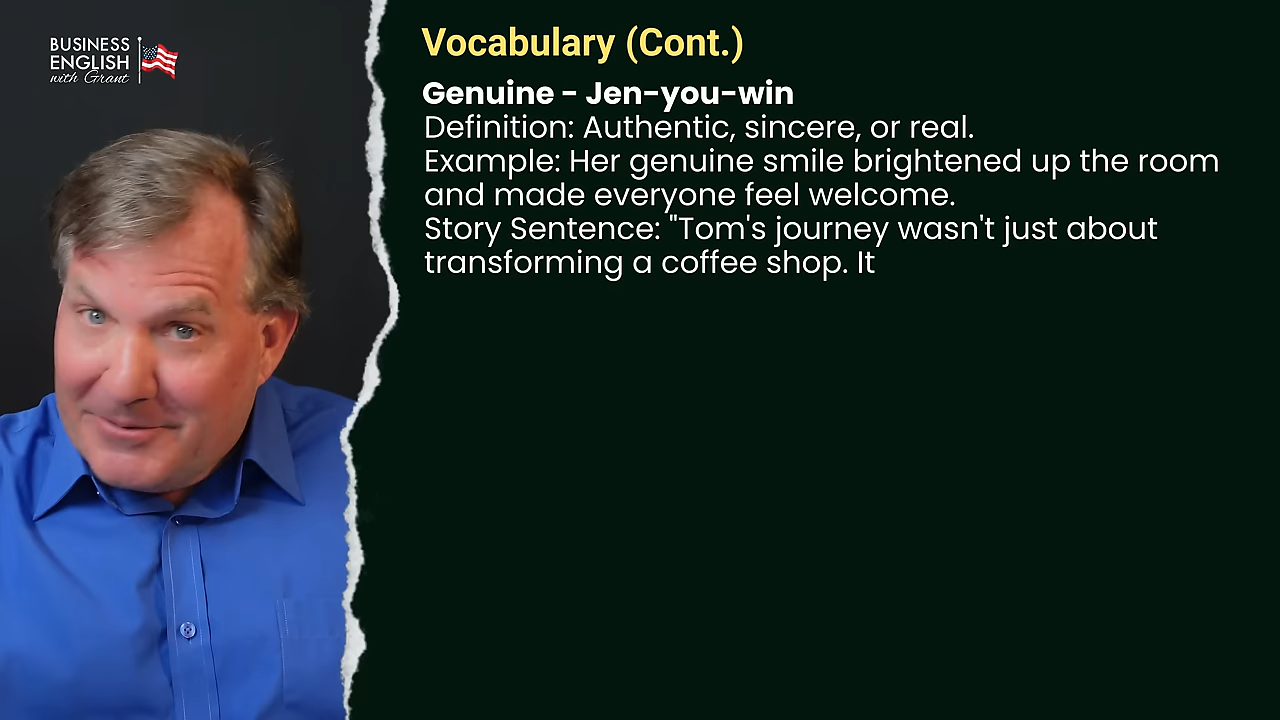 BUSINESS
ENGLISH
with Grant
Vocabulary (Cont.)
Genuine - Jen-you-win
Definition: Authentic, sincere, or real.
Example: Her genuine smile brightened up the room
and made everyone feel welcome.
Story Sentence: "Tom's journey wasn't just about
transforming a coffee shop. It